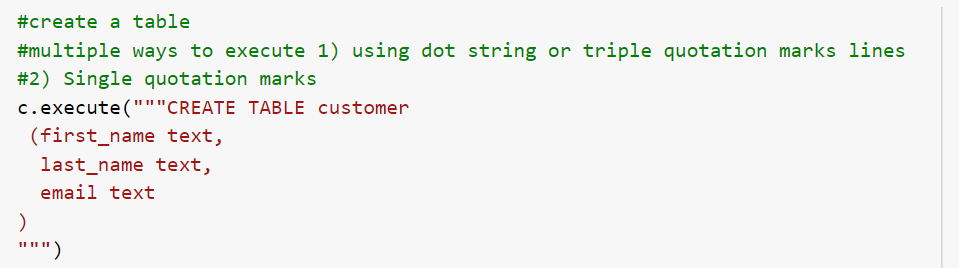 #create a table
#multiple ways to execute 1) using dot string or triple quotation marks lines
#2) Single quotation marks
c.execute("""CREATE TABLE customer
 (first_name text,
  last_name text,
  email text
)
""")